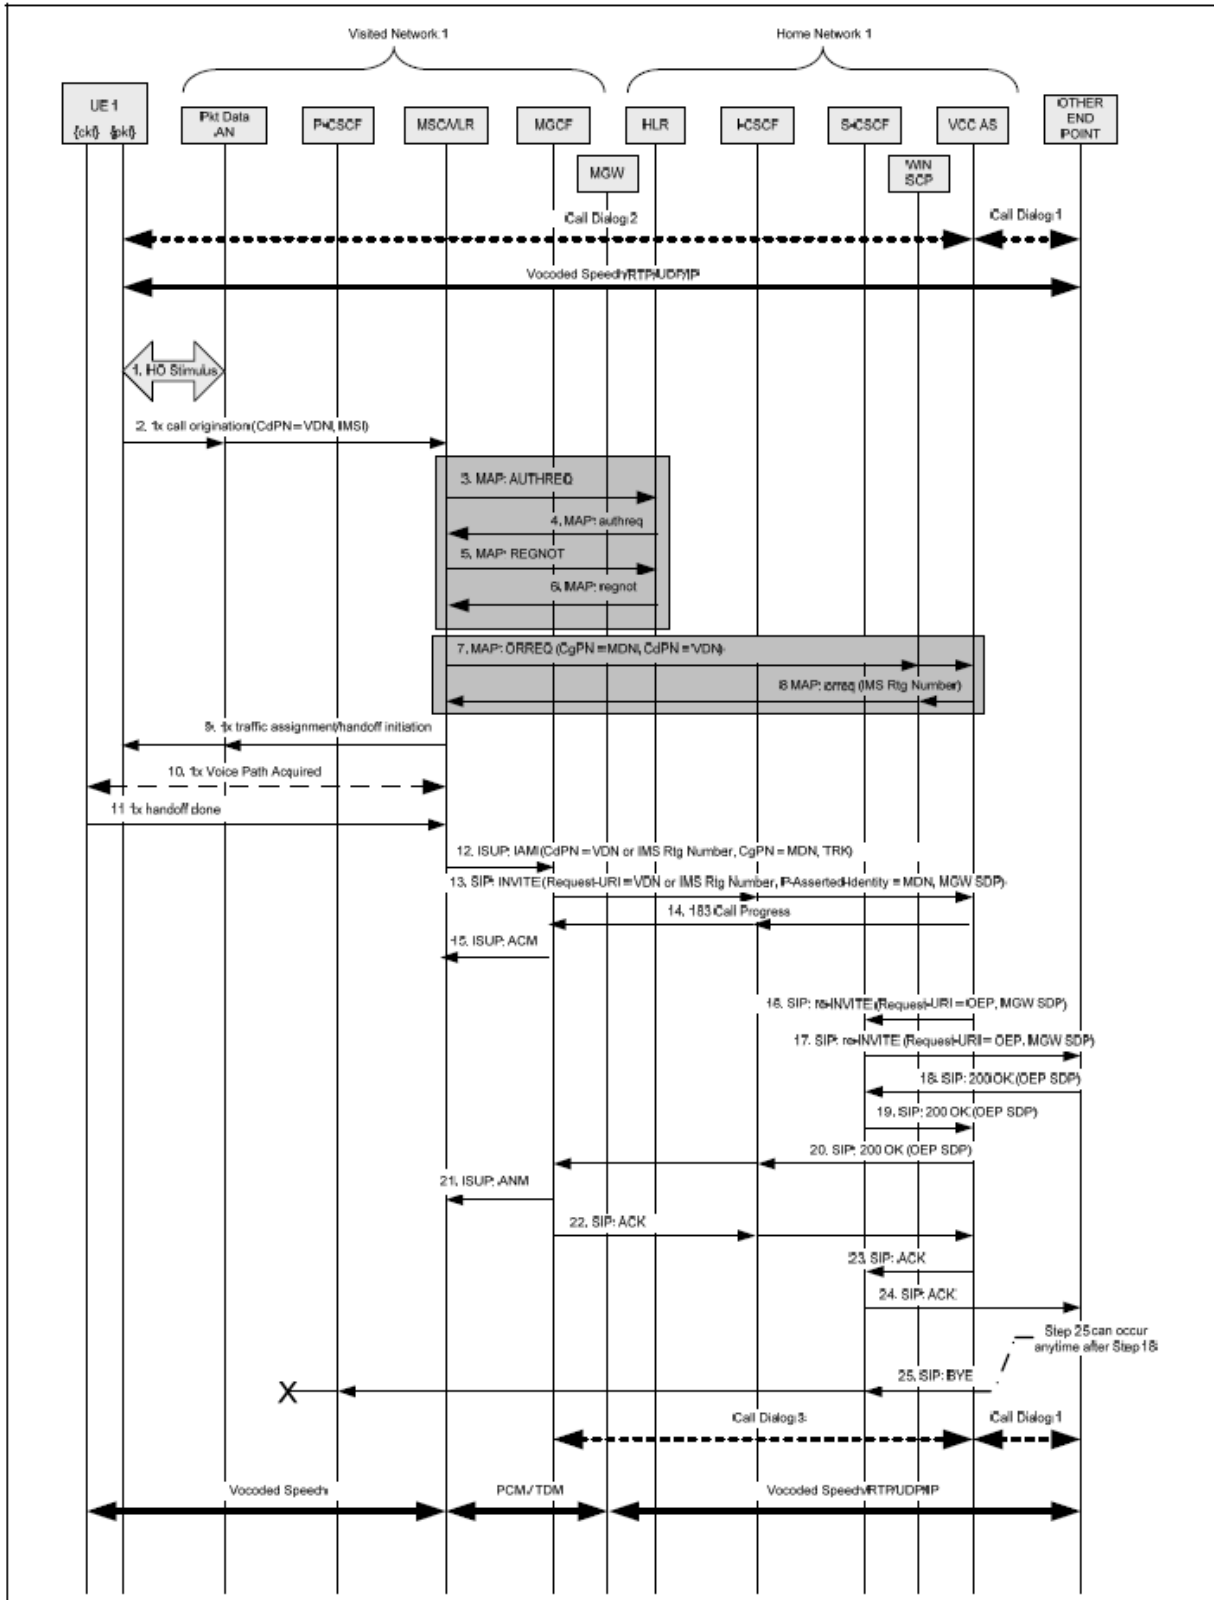 Visited Network 1
Home Network 1
UE 1
{ckt} {pkt}
Pkt Data
AN
P-CSCF
MSC/VLR
MGCF
HLR
I-CSCF
S-CSCF
VCC AS
OTHER
END
POINT
MGW
WIN
SCP
Call Dialog 2
Call Dialog 1
Vocoded Speech/RTP/UDP/IP
1. HO Stimulus
2. 1x call origination (CdPN = VDN, IMSI)
3. MAP: AUTHREQ
4. MAP: authreq
5. MAP: REGNOT
6. MAP: regnot
7. MAP: ORREQ (CgPN = MDN, CdPN = VDN)
8 MAP: orreq (IMS Rtg Number)
9. 1x traffic assignment/handoff initiation
10. 1x Voice Path Acquired
11 1x handoff done
12. ISUP: IAM (CdPN = VDN or IMS Rtg Number, CgPN = MDN, TRK)
13. SIP: INVITE (Request-URI = VDN or IMS Rtg Number, P-Asserted-Identity = MDN, MGW SDP)
14. 183 Call Progress
15. ISUP: ACM
16. SIP: re-INVITE (Request-URI = OEP, MGW SDP)
17. SIP: re-INVITE (Request-URI = OEP, MGW SDP)
18. SIP: 200 OK (OEP SDP)
19. SIP: 200 OK (OEP SDP)
20. SIP: 200 OK (OEP SDP)
21. ISUP: ANM
22. SIP: ACK
23. SIP: ACK
24. SIP: ACK
Step 25 can occur
anytime after Step 18
25. SIP: BYE
Call Dialog 3
Call Dialog 1
Vocoded Speech
PCM / TDM
Vocoded Speech/RTP/UDP/IP